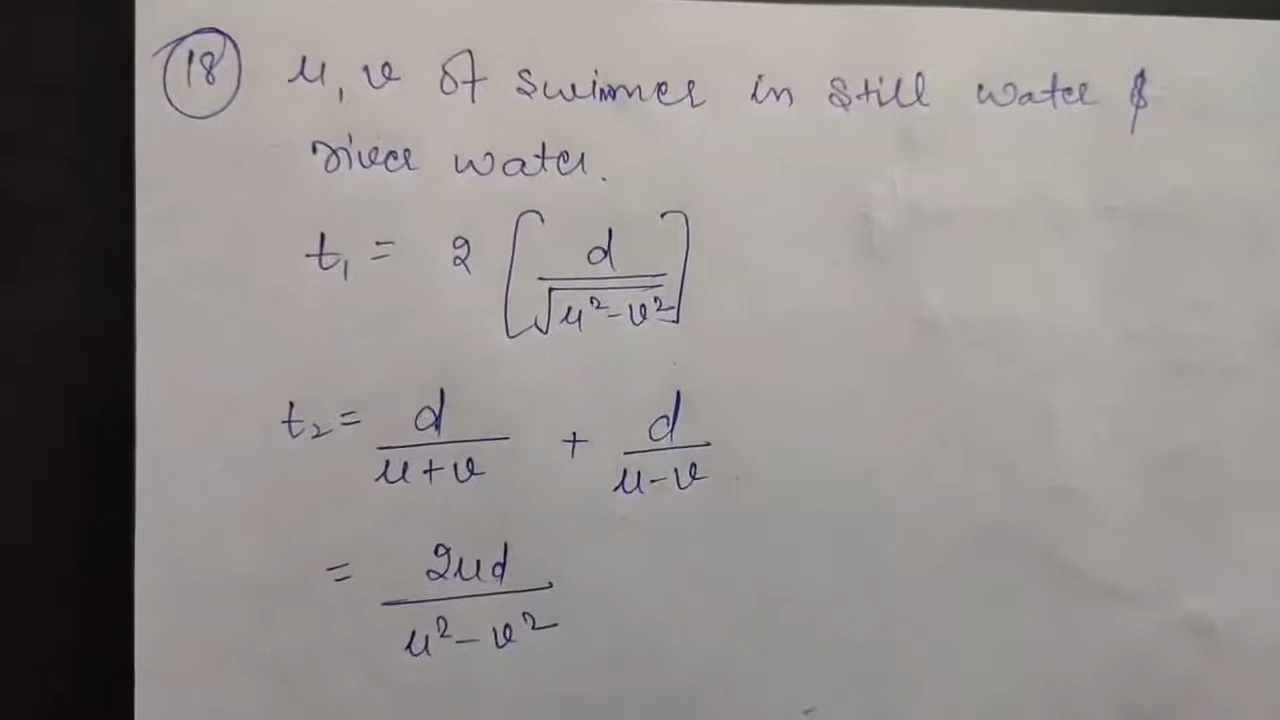 18 u, v of swimmer in still water &
river water.
t₁ = 2 [d / √(u² - v²)]
t₂ = d / (u + v) + d / (u - v)
= 2ud / (u² - v²)